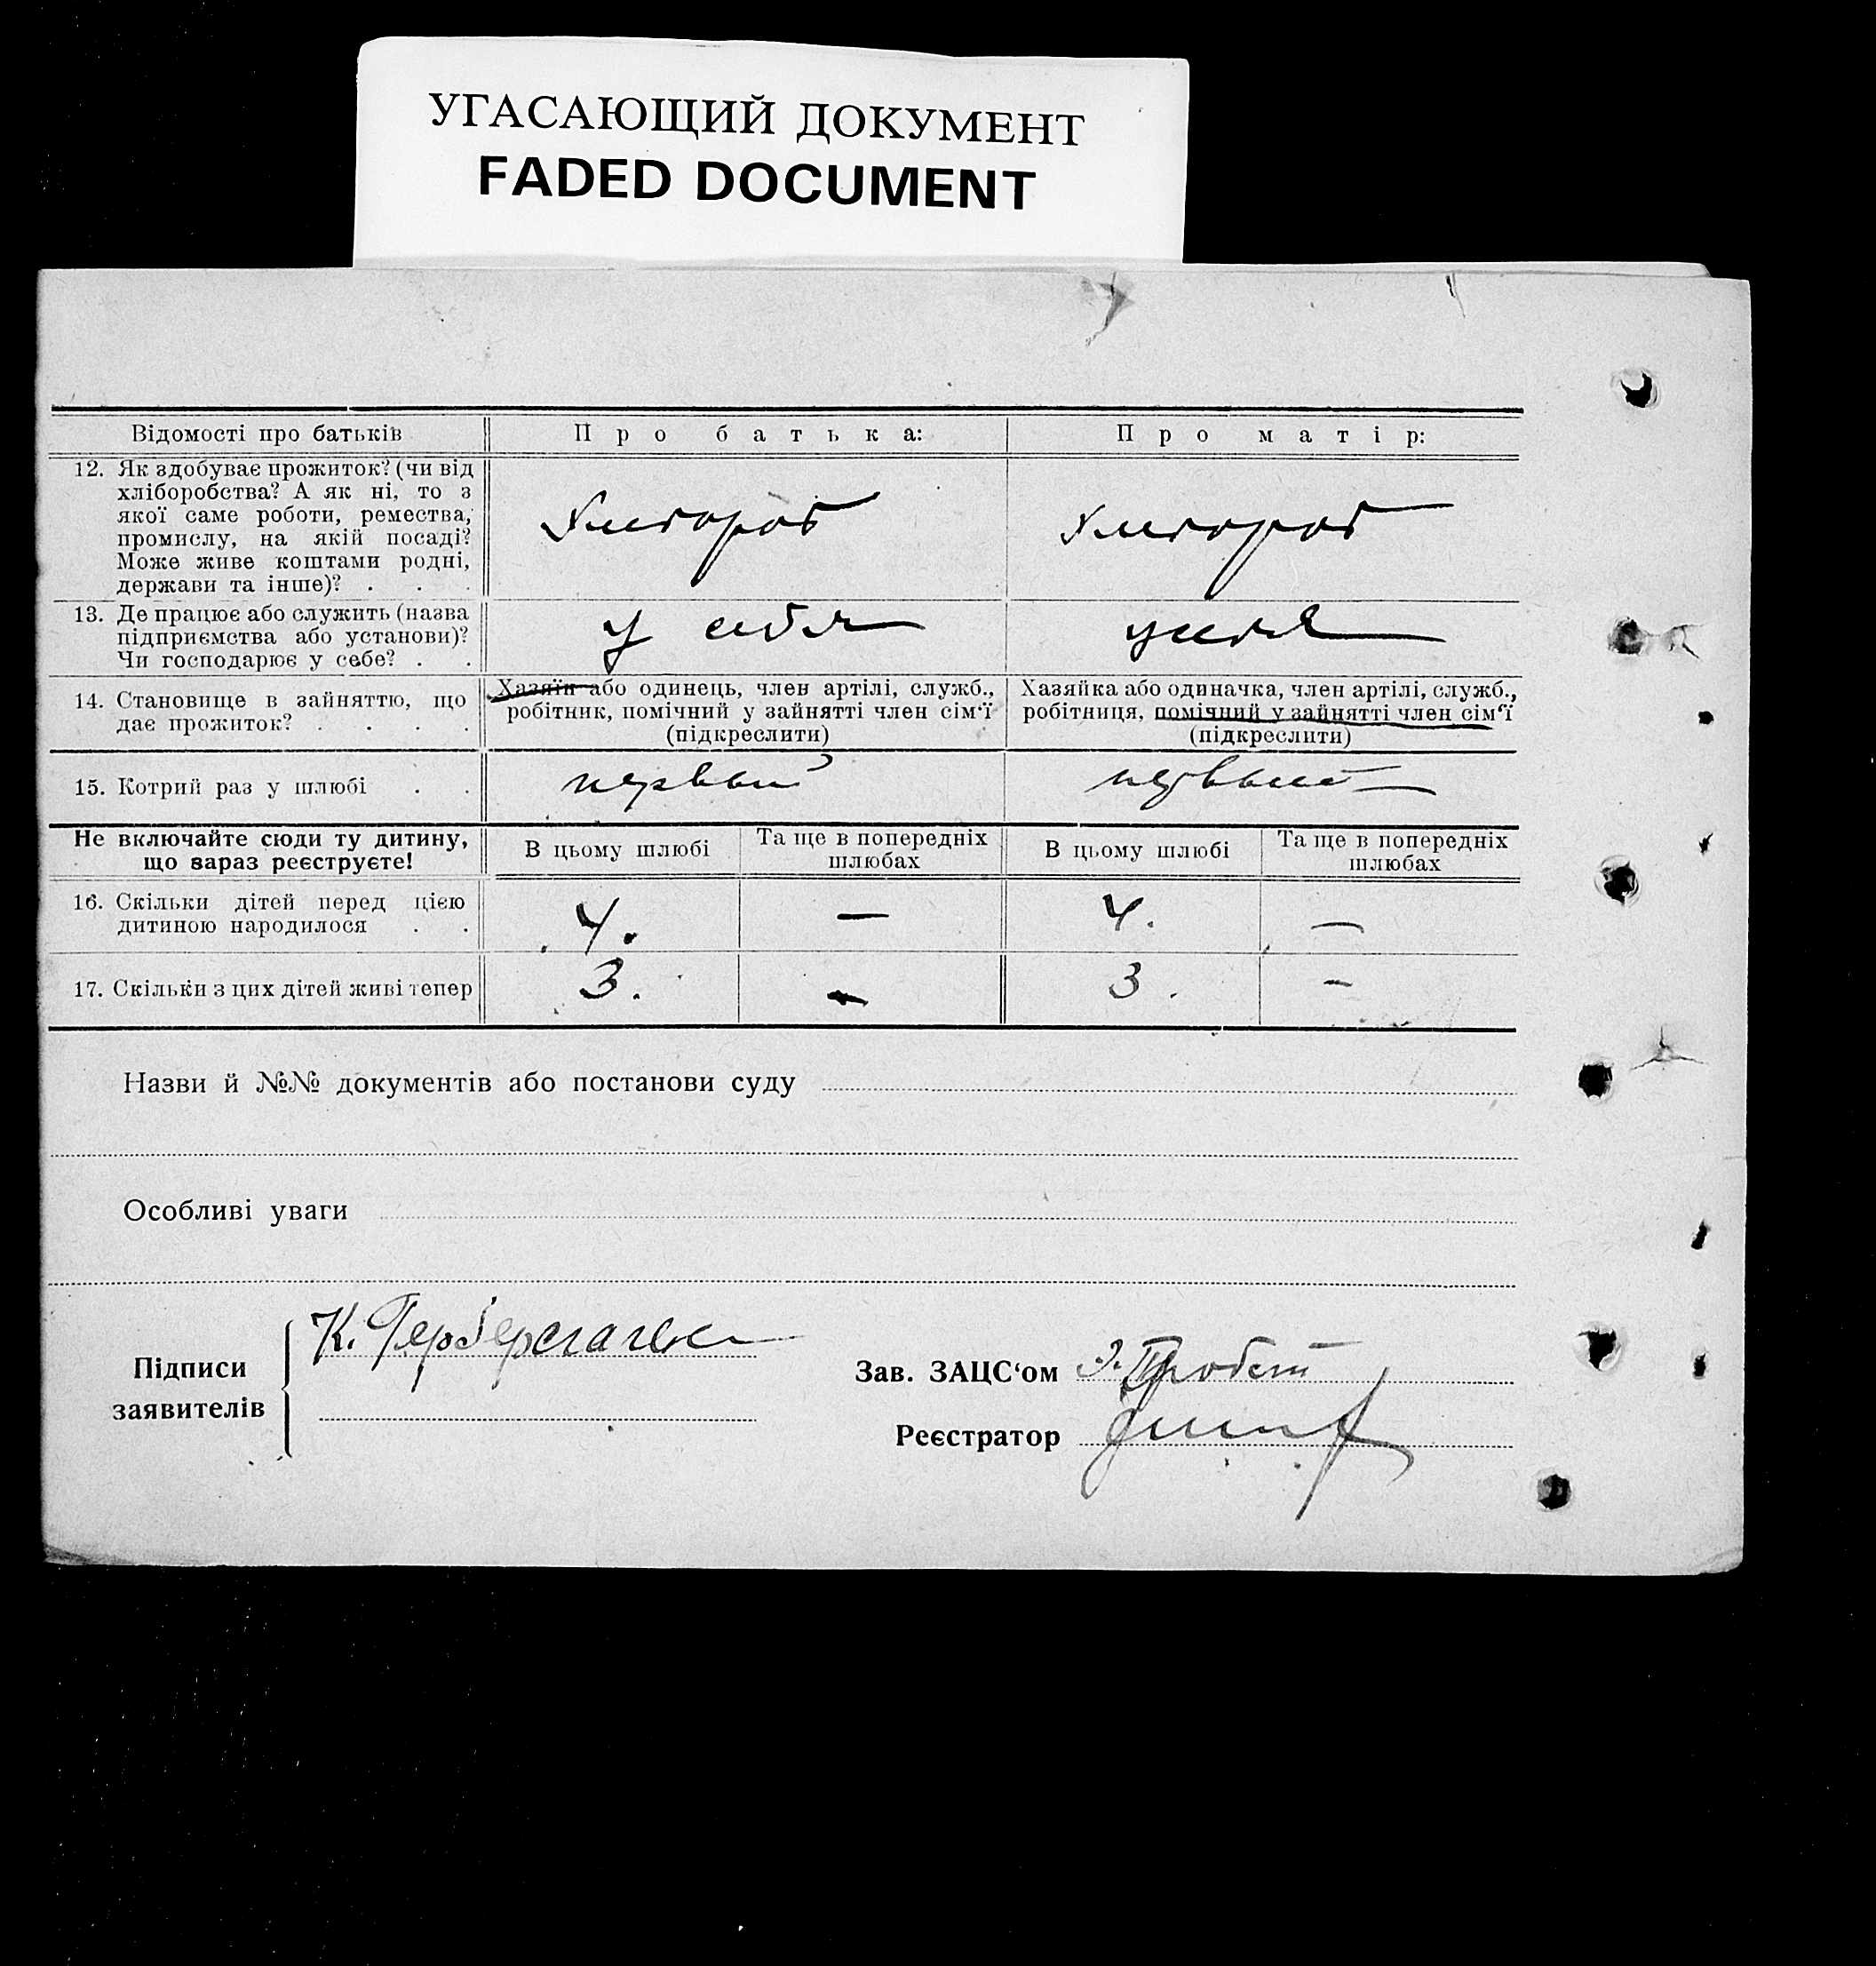 УГАСАЮЩИЙ ДОКУМЕНТ
FADED DOCUMENT
Відомості про батьків
Про батька:
Про матір:
12. Як здобуває прожиток? (чи від
хліборобства? А як ні, то з
якої саме роботи, ремества,
промислу, на якій посаді?
Може живе коштами родні,
держави та інше)? . . .
13. Де працює або служить (назва
підприємства або установи)?
Чи господарює у себе? . .
у себя
у себя
14. Становище в зайняттю, що
дає прожиток? . . . .
Хазяїн або одинець, член артілі, служб.,
робітник, помічний у зайнятті член сім'ї
(підкреслити)
Хазяйка або одиначка, член артілі, служб.,
робітниця, помічний у зайнятті член сім'ї
(підкреслити)
15. Котрий раз у шлюбі . .
первый
первый
Не включайте сюди ту дитину,
що вараз реєструєте!
В цьому шлюбі
Та ще в попередніх
шлюбах
В цьому шлюбі
Та ще в попередніх
шлюбах
16. Скільки дітей перед цією
дитиною народилося . .
4. — 4. —
17. Скільки з цих дітей живі тепер
3. - 3. -
Назви й №№ документів або постанови суду
Особливі уваги
Підписи
заявителів
К.
Зав. ЗАЦС'ом
Реєстратор